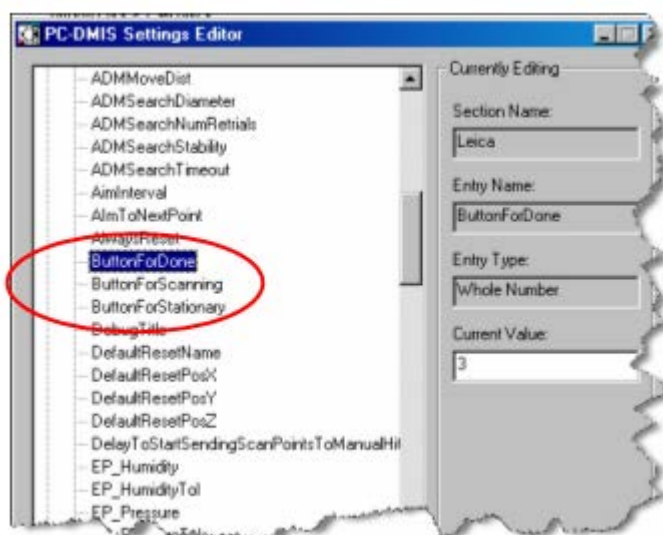 PC-DMIS Settings Editor
ADMMoveDist
ADMSearchDiameter
ADMSearchNumRetrials
ADMSearchStability
ADMSearchTimeout
AimInterval
AlmToNextPoint
AlwaysReset
ButtonForDone
ButtonForScanning
ButtonForStationary
DebugTitle
DefaultResetName
DefaultResetPosX
DefaultResetPosY
DefaultResetPosZ
DelayToStartSendingScanPointsToManualHit
EP_Humidity
EP_HumidityTol
EP_Pressure
Currently Editing
Section Name:
Leica
Entry Name:
ButtonForDone
Entry Type:
Whole Number
Current Value:
3